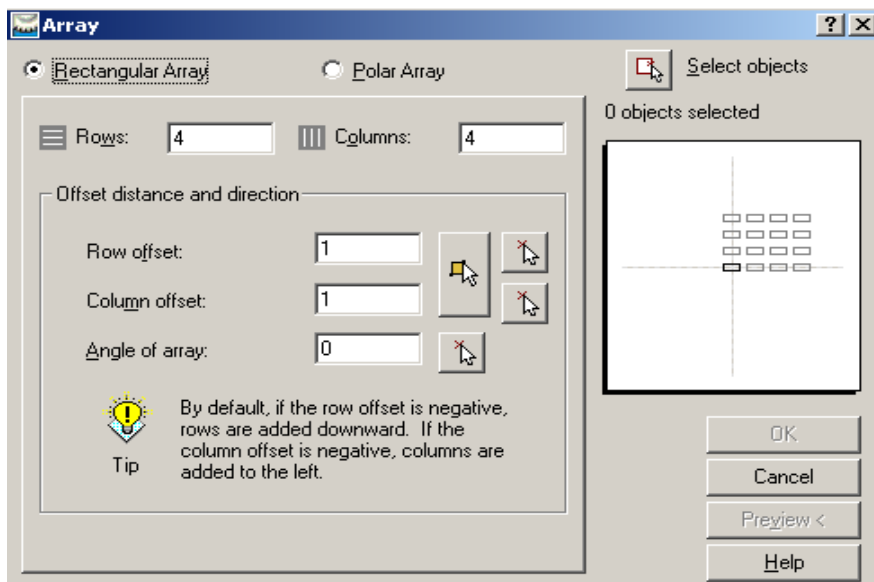 Array
Rectangular Array
Polar Array
Select objects
0 objects selected
Rows: 4
Columns: 4
Offset distance and direction
Row offset: 1
Column offset: 1
Angle of array: 0
By default, if the row offset is negative,
rows are added downward. If the
column offset is negative, columns are
added to the left.
Tip
OK
Cancel
Preview <
Help